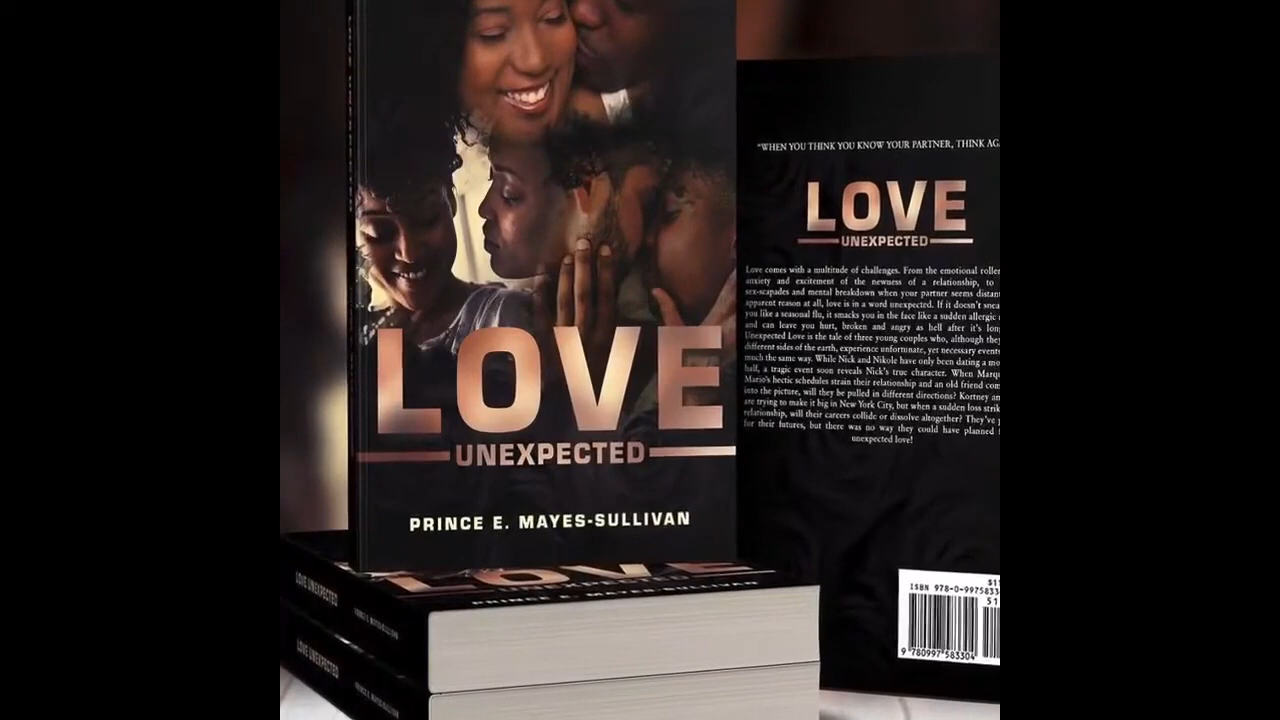 LOVE
UNEXPECTED
PRINCE E. MAYES-SULLIVAN
LOVE
UNEXPECTED
PRINCE E. MAYES-SULLIVAN
LOVE UNEXPECTED
PRINCE E. MAYES-SULLIVAN
LOVE UNEXPECTED
PRINCE E. MAYES-SULLIVAN
"WHEN YOU THINK YOU KNOW YOUR PARTNER, THINK AGA
LOVE
UNEXPECTED
Love comes with a multitude of challenges. From the emotional roller
anxiety and excitement of the newness of a relationship, to
sex-scapades and mental breakdown when your partner seems distant
apparent reason at all, love is in a word unexpected. If it doesn't snea
you like a seasonal flu, it smacks you in the face like a sudden allergic
and can leave you hurt, broken and angry as hell after it's long
Unexpected Love is the tale of three young couples who, although they
different sides of the earth, experience unfortunate, yet necessary events
much the same way. While Nick and Nikole have only been dating a mo
half, a tragic event soon reveals Nick's true character. When Marqu
Mario's hectic schedules strain their relationship and an old friend com
into the picture, will they be pulled in different directions? Kortney an
are trying to make it big in New York City, but when a sudden loss strik
relationship, will their careers collide or dissolve altogether? They've p
for their futures, but there was no way they could have planned
unexpected love!
ISBN 978-0-9975833
9 780997 583304